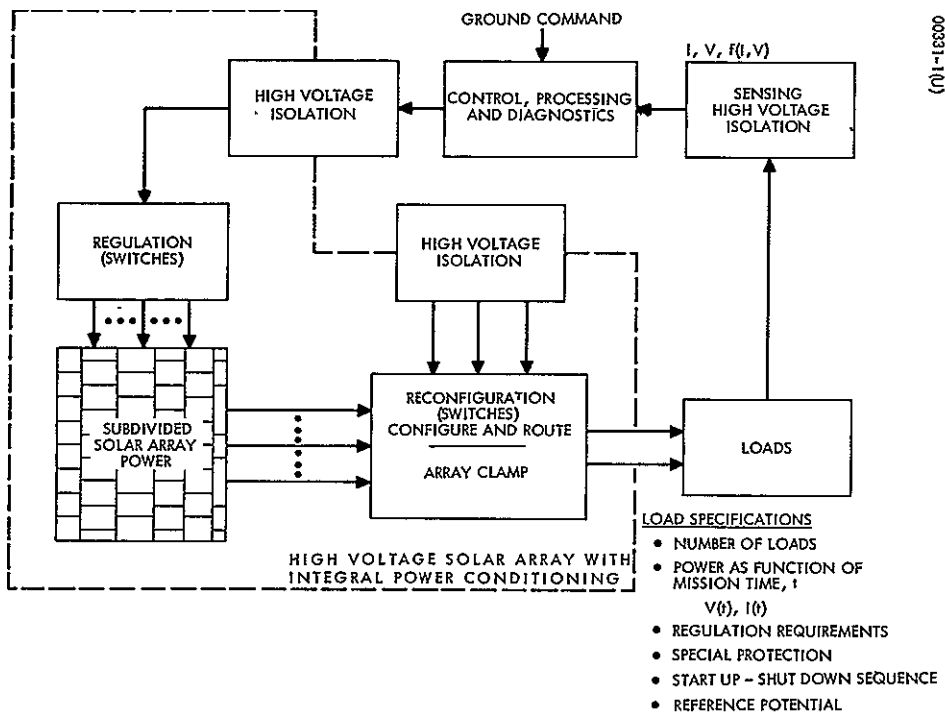 00331-1(U)
GROUND COMMAND
I, V, F(I,V)
HIGH VOLTAGE
ISOLATION
CONTROL, PROCESSING
AND DIAGNOSTICS
SENSING
HIGH VOLTAGE
ISOLATION
REGULATION
(SWITCHES)
HIGH VOLTAGE
ISOLATION
SUBDIVIDED
SOLAR ARRAY
POWER
RECONFIGURATION
(SWITCHES)
CONFIGURE AND ROUTE
ARRAY CLAMP
LOADS
HIGH VOLTAGE SOLAR ARRAY WITH
INTEGRAL POWER CONDITIONING
LOAD SPECIFICATIONS
• NUMBER OF LOADS
• POWER AS FUNCTION OF
MISSION TIME, t
V(t), I(t)
• REGULATION REQUIREMENTS
• SPECIAL PROTECTION
• START UP - SHUT DOWN SEQUENCE
• REFERENCE POTENTIAL